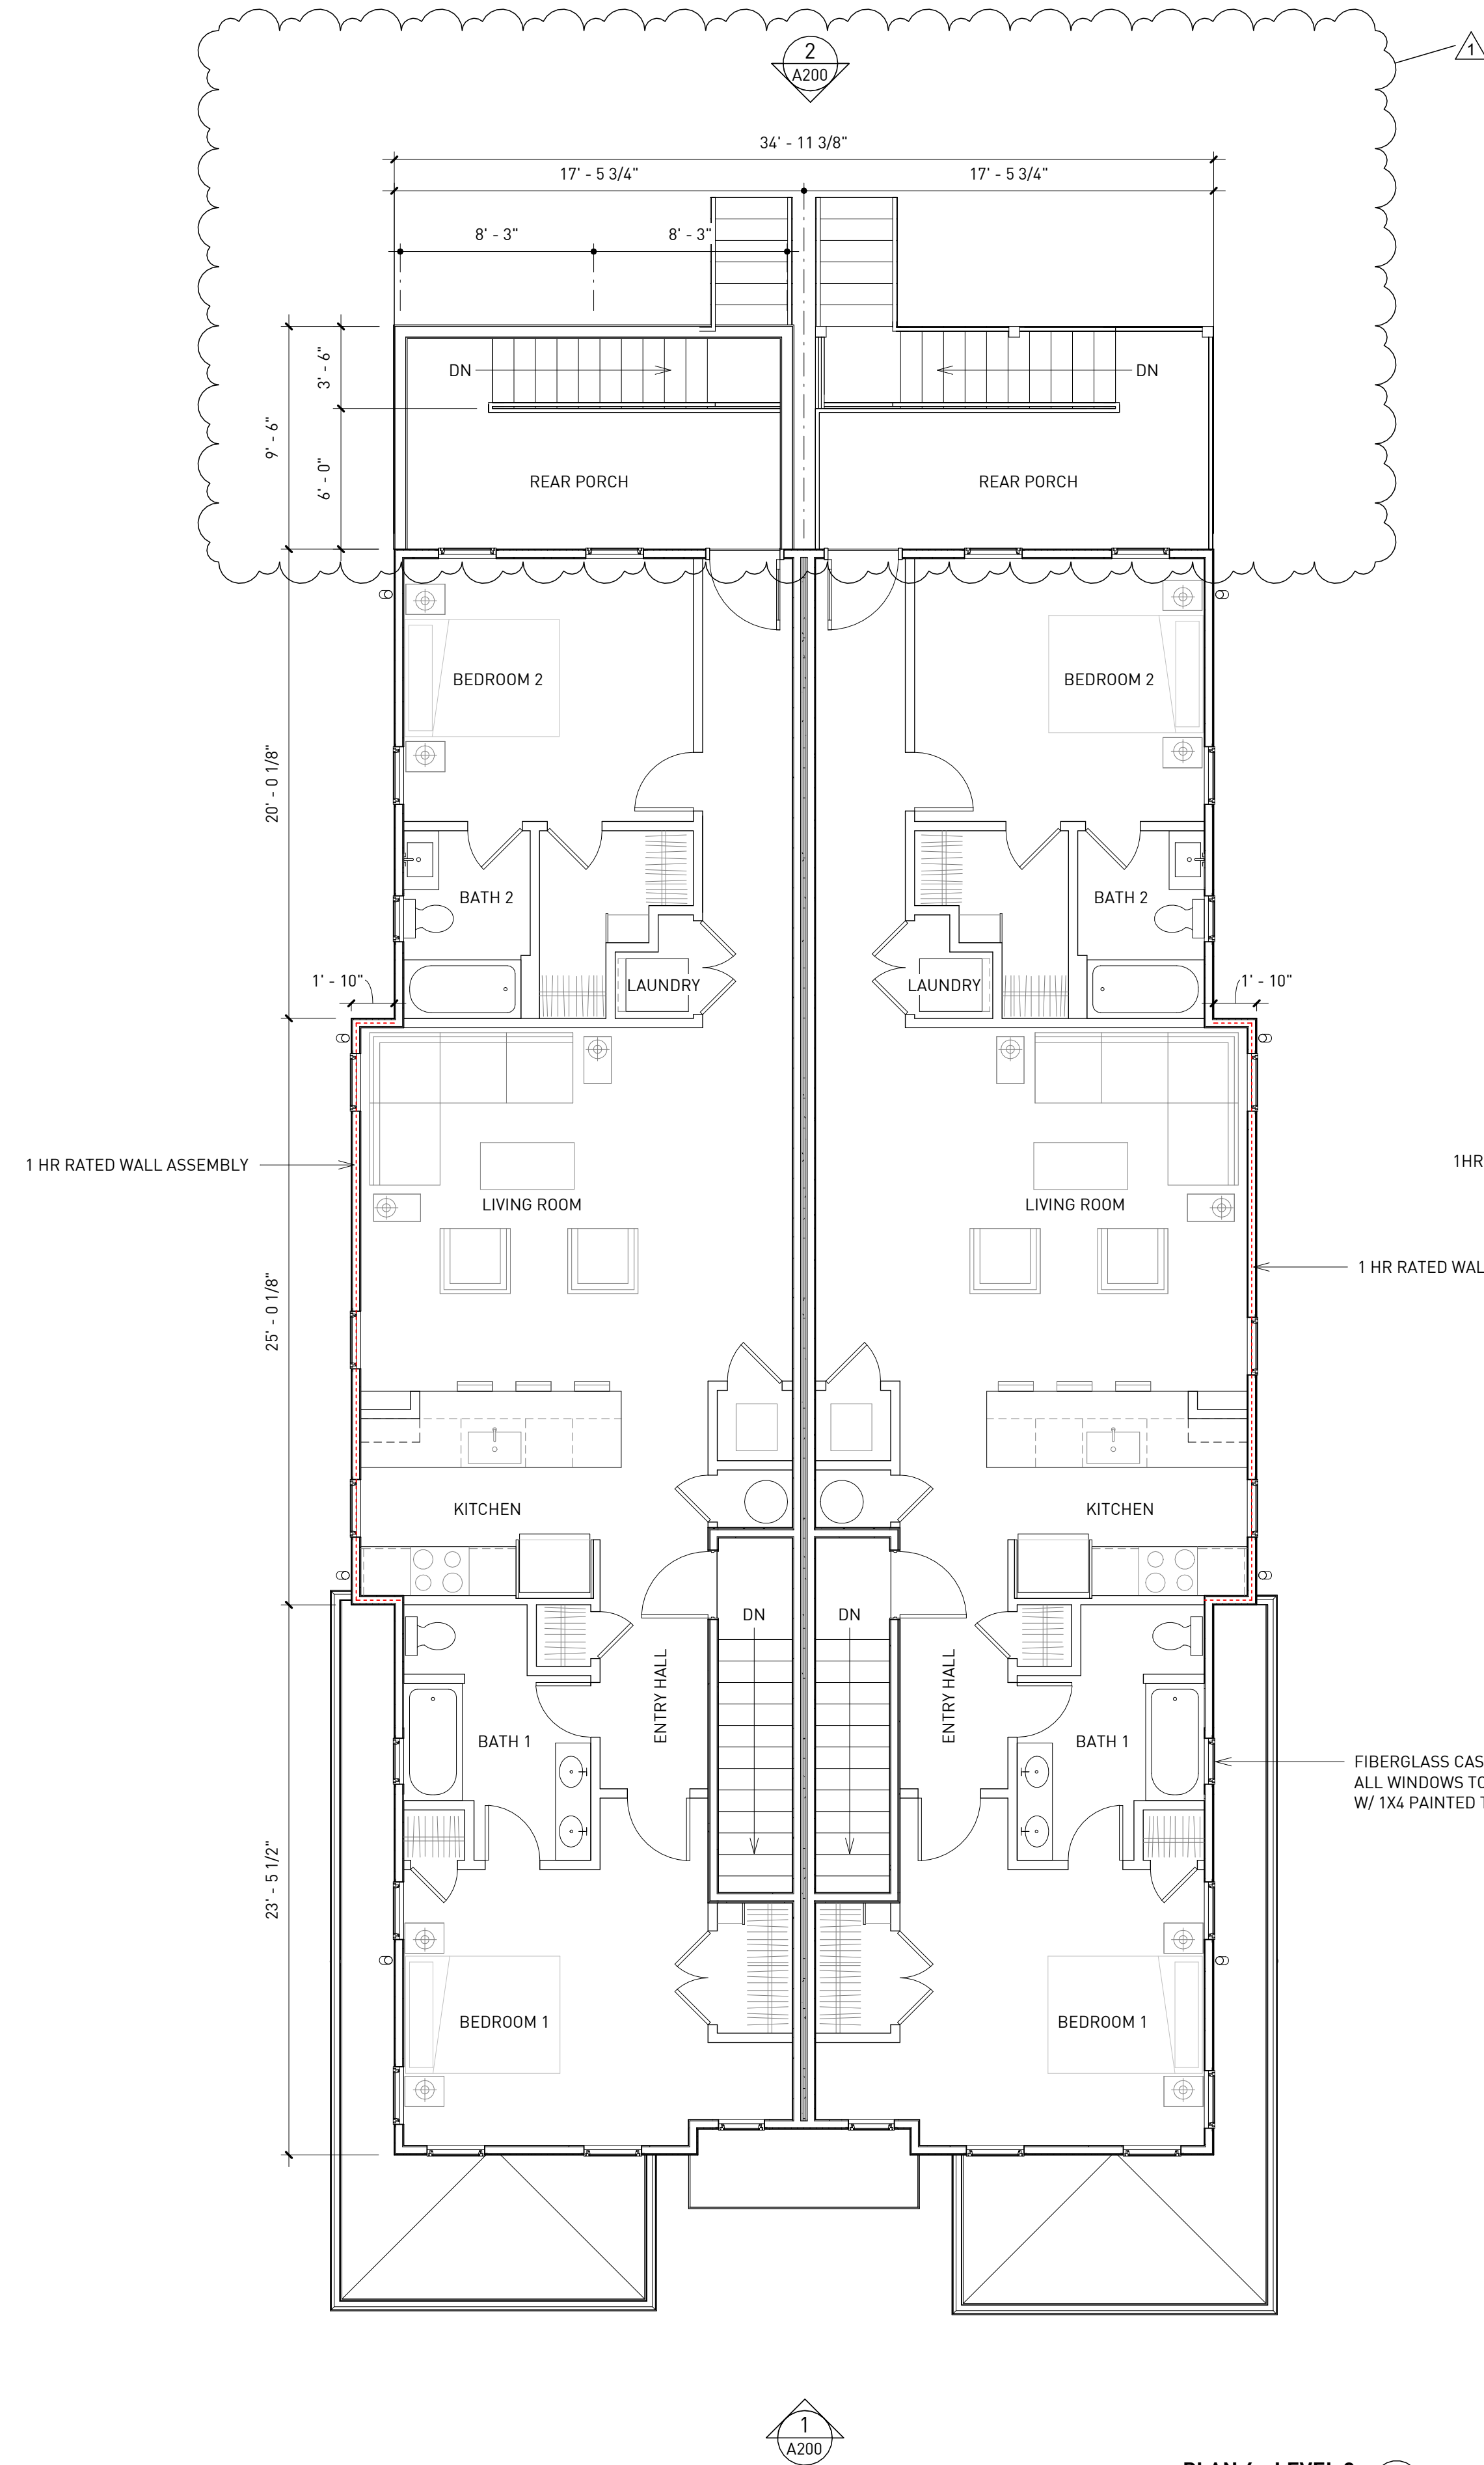 2
A200
1
34' - 11 3/8"
17' - 5 3/4"
17' - 5 3/4"
8' - 3"
8' - 3"
3' - 6"
9' - 6"
6' - 0"
DN
DN
REAR PORCH
REAR PORCH
BEDROOM 2
BEDROOM 2
20' - 0 1/8"
BATH 2
BATH 2
1' - 10"
LAUNDRY
LAUNDRY
1' - 10"
1 HR RATED WALL ASSEMBLY
1HR
LIVING ROOM
LIVING ROOM
1 HR RATED WAL
25' - 0 1/8"
KITCHEN
KITCHEN
DN
DN
ENTRY HALL
ENTRY HALL
BATH 1
BATH 1
FIBERGLASS CAS
ALL WINDOWS TO
W/ 1X4 PAINTED T
23' - 5 1/2"
BEDROOM 1
BEDROOM 1
1
A200